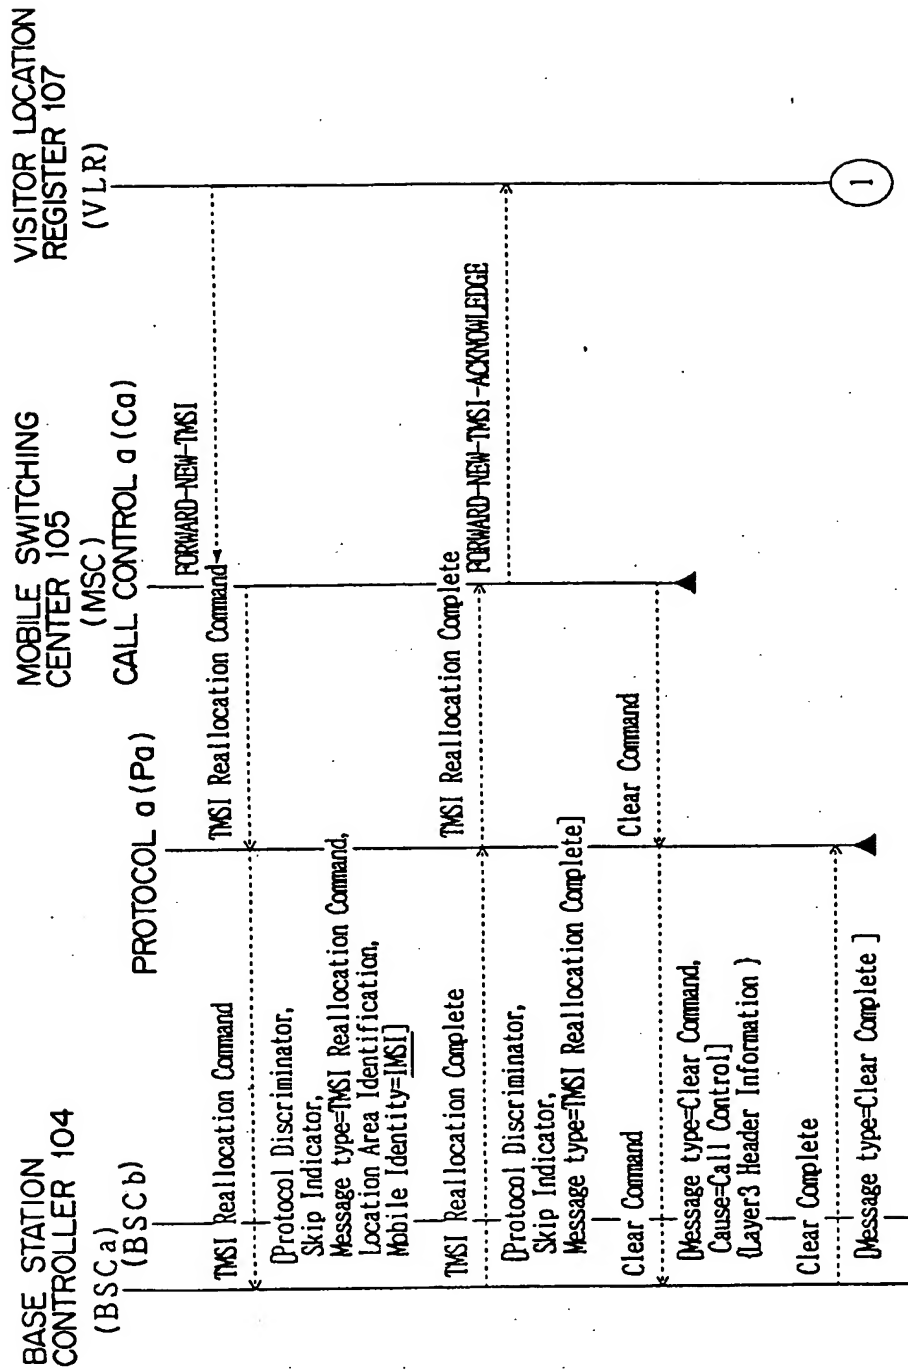 BASE STATION
CONTROLLER 104
(BSCa)
(BSCb)
PROTOCOL a (Pa)
MOBILE SWITCHING
CENTER 105
(MSC)
CALL CONTROL a (Ca)
VISITOR LOCATION
REGISTER 107
(VLR)
FORWARD-NEW-TMSI
TMSI Reallocation Command
TMSI Reallocation Command
[Protocol Discriminator,
Skip Indicator,
Message type=TMSI Reallocation Command,
Location Area Identification,
Mobile Identity=IMSI]
TMSI Reallocation Complete
TMSI Reallocation Complete
FORWARD-NEW-TMSI-ACKNOWLEDGE
[Protocol Discriminator,
Skip Indicator,
Message type=TMSI Reallocation Complete]
Clear Command
Clear Command
[Message type=Clear Command,
Cause=Call Control]
{Layer3 Header Information }
Clear Complete
[Message type=Clear Complete ]
1